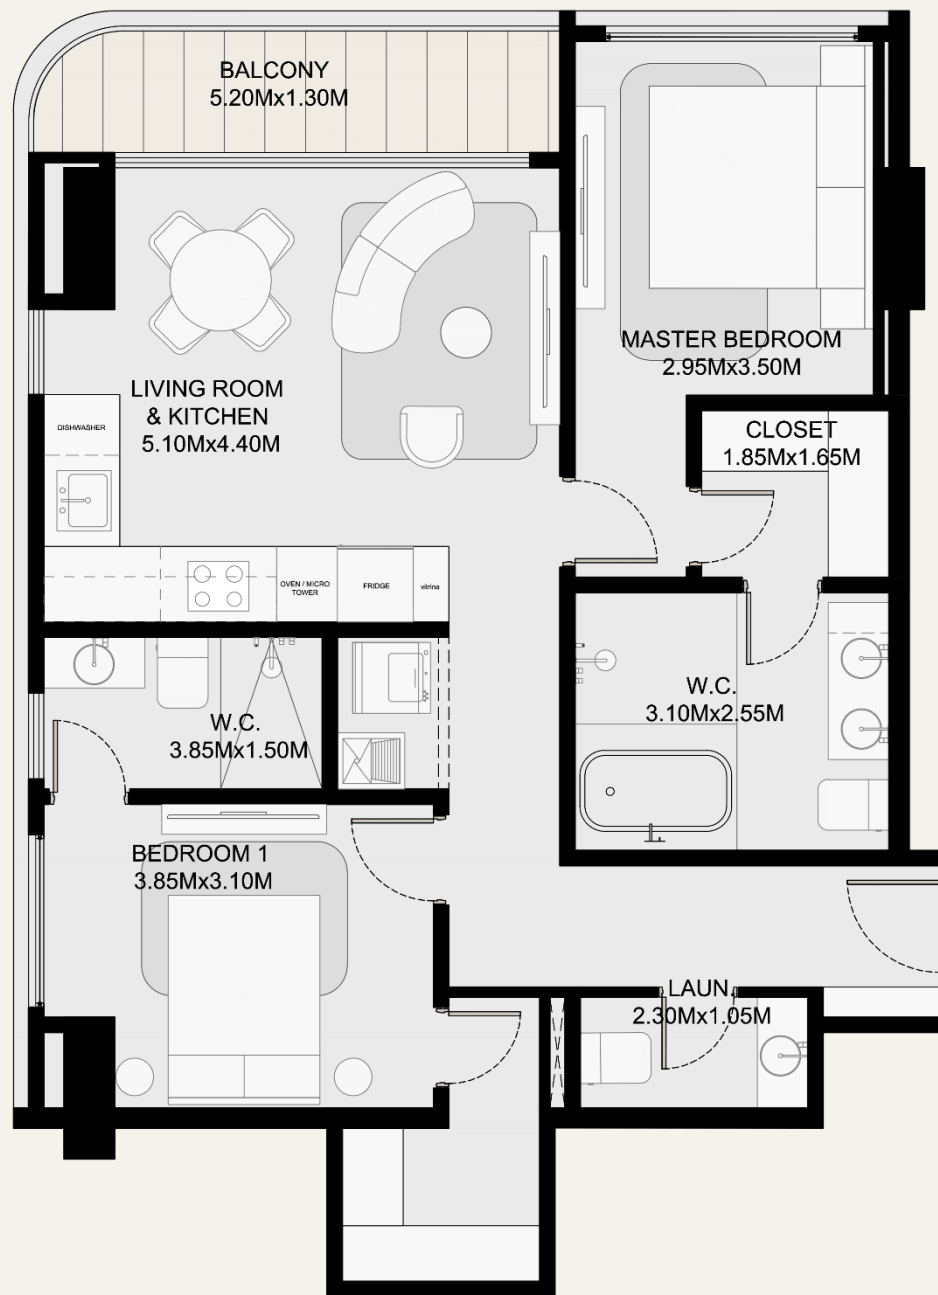 BALCONY
5.20Mx1.30M
MASTER BEDROOM
2.95Mx3.50M
LIVING ROOM
& KITCHEN
5.10Mx4.40M
DISHWASHER
CLOSET
1.85Mx1.65M
OVEN / MICRO
TOWER
FRIDGE
vitrina
W.C.
3.10Mx2.55M
W.C.
3.85Mx1.50M
BEDROOM 1
3.85Mx3.10M
LAUN.
2.30Mx1.05M